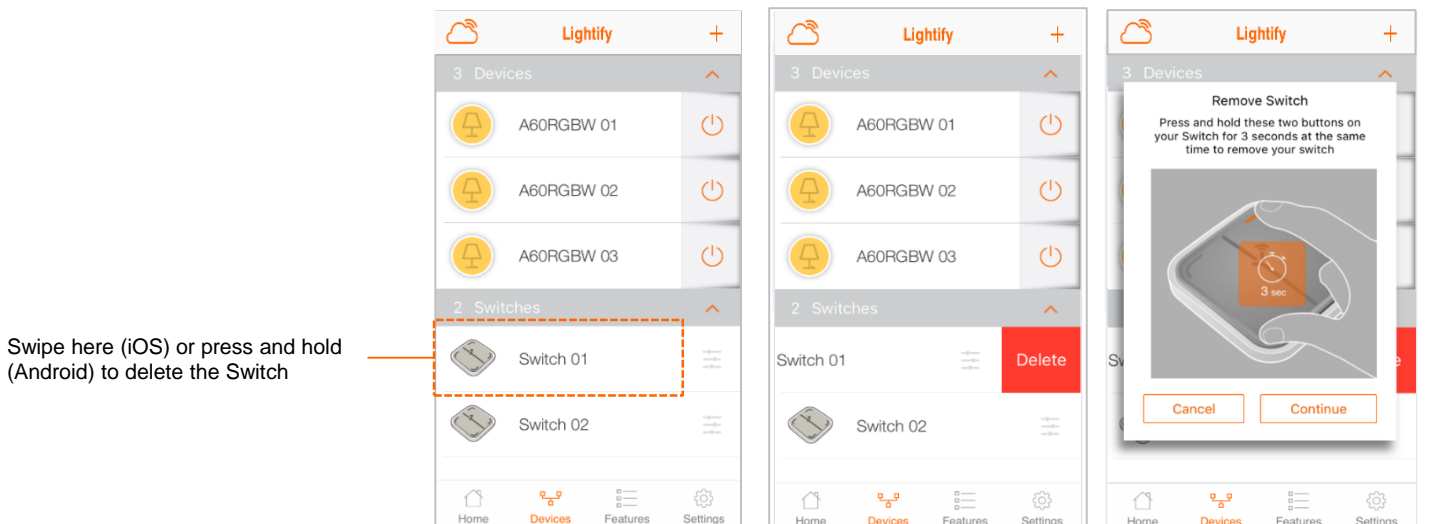 Swipe here (iOS) or press and hold
(Android) to delete the Switch
Lightify +
3 Devices
A60RGBW 01
A60RGBW 02
A60RGBW 03
2 Switches
Switch 01
Switch 02
Home Devices Features Settings
Lightify +
3 Devices
A60RGBW 01
A60RGBW 02
A60RGBW 03
2 Switches
Switch 01 Delete
Switch 02
Home Devices Features Settings
Lightify +
3 Devices
Remove Switch
Press and hold these two buttons on
your Switch for 3 seconds at the same
time to remove your switch
3 sec
Cancel Continue
Home Devices Features Settings